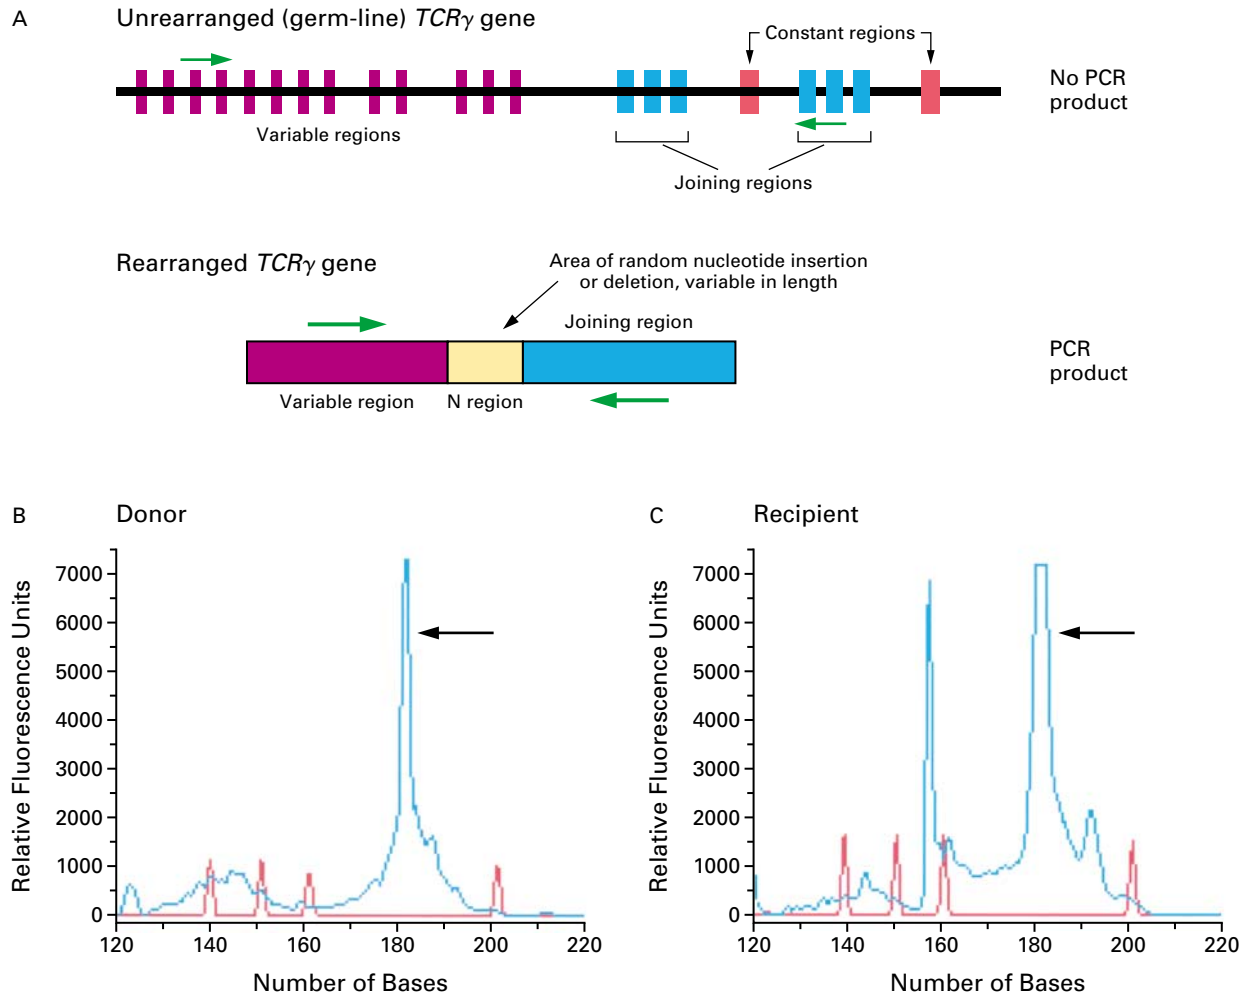 A
Unrearranged (germ-line) TCRγ gene
Constant regions
No PCR
product
Variable regions
Joining regions
Rearranged TCRγ gene
Area of random nucleotide insertion
or deletion, variable in length
Joining region
PCR
product
Variable region
N region
B
Donor
Relative Fluorescence Units
7000
6000
5000
4000
3000
2000
1000
0
120
140
160
180
200
220
Number of Bases
C
Recipient
Relative Fluorescence Units
7000
6000
5000
4000
3000
2000
1000
0
120
140
160
180
200
220
Number of Bases